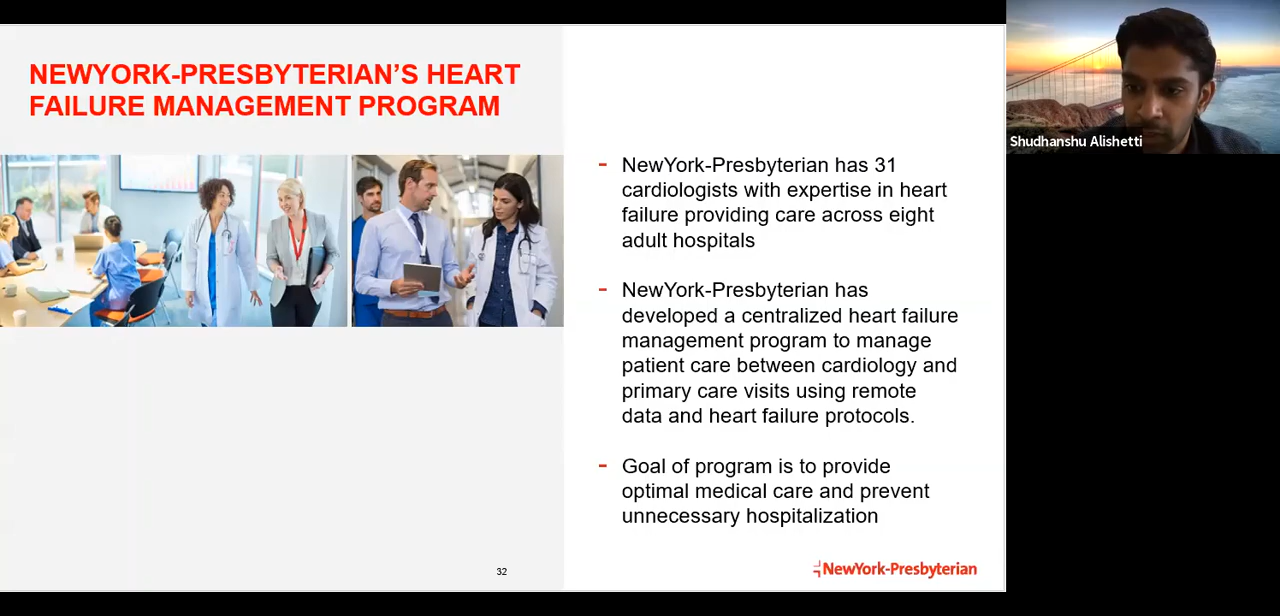 NEWYORK-PRESBYTERIAN’S HEART
FAILURE MANAGEMENT PROGRAM
- NewYork-Presbyterian has 31
cardiologists with expertise in heart
failure providing care across eight
adult hospitals
- NewYork-Presbyterian has
developed a centralized heart failure
management program to manage
patient care between cardiology and
primary care visits using remote
data and heart failure protocols.
- Goal of program is to provide
optimal medical care and prevent
unnecessary hospitalization
32
NewYork-Presbyterian
Shudhanshu Alishetti